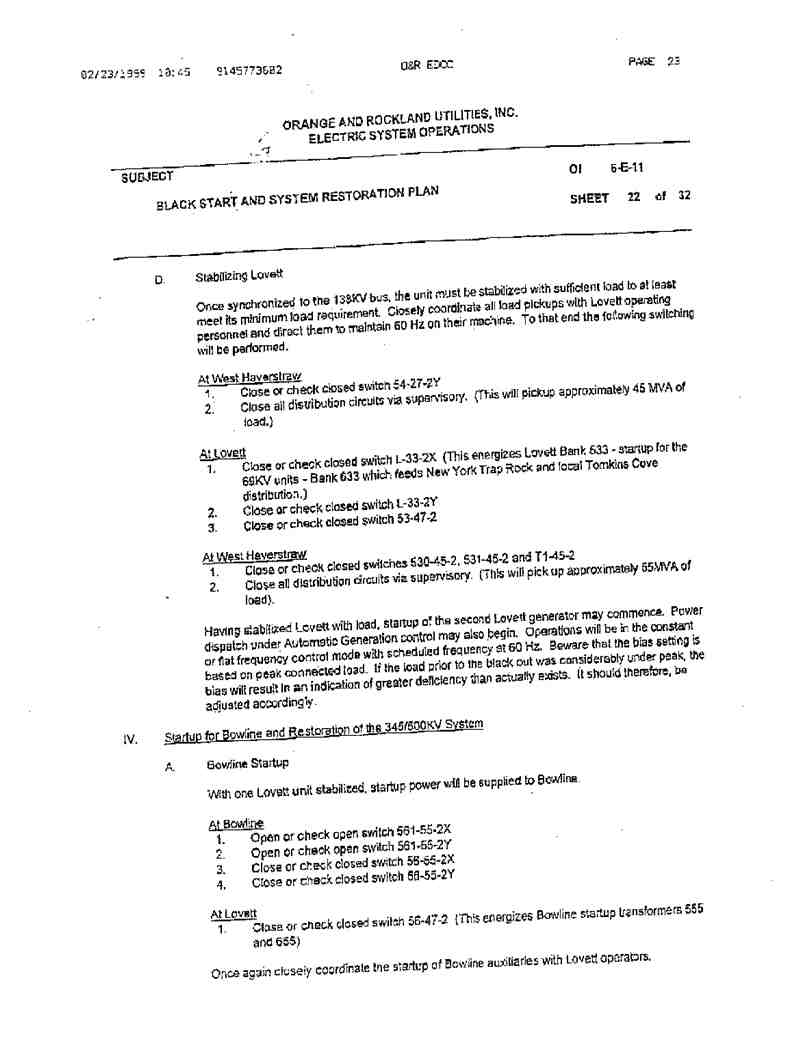 02/23/1999 10:45 9145773682 O&R EDCC PAGE 23
ORANGE AND ROCKLAND UTILITIES, INC.
ELECTRIC SYSTEM OPERATIONS
SUBJECT
OI 6-E-11
BLACK START AND SYSTEM RESTORATION PLAN
SHEET 22 of 32
D. Stabilizing Lovett
Once synchronized to the 138KV bus, the unit must be stabilized with sufficient load to at least
meet its minimum load requirement. Closely coordinate all load pickups with Lovett operating
personnel and direct them to maintain 60 Hz on their machine. To that end the following switching
will be performed.
At West Haverstraw
1. Close or check closed switch 54-27-2Y
2. Close all distribution circuits via supervisory. (This will pickup approximately 45 MVA of
load.)
At Lovett
1. Close or check closed switch L-33-2X (This energizes Lovett Bank 633 - startup for the
69KV units - Bank 633 which feeds New York Trap Rock and local Tomkins Cove
distribution.)
2. Close or check closed switch L-33-2Y
3. Close or check closed switch 53-47-2
At West Haverstraw
1. Close or check closed switches 530-45-2, 531-45-2 and T1-45-2
2. Close all distribution circuits via supervisory. (This will pick up approximately 65MVA of
load).
Having stabilized Lovett with load, startup of the second Lovett generator may commence. Power
dispatch under Automatic Generation control may also begin. Operations will be in the constant
or flat frequency control mode with scheduled frequency at 60 Hz. Beware that the bias setting is
based on peak connected load. If the load prior to the black out was considerably under peak, the
bias will result in an indication of greater deficiency than actually exists. It should therefore, be
adjusted accordingly.
IV. Startup for Bowline and Restoration of the 345/500KV System
A. Bowline Startup
With one Lovett unit stabilized, startup power will be supplied to Bowline.
At Bowline
1. Open or check open switch 561-55-2X
2. Open or check open switch 561-55-2Y
3. Close or check closed switch 56-55-2X
4. Close or check closed switch 56-55-2Y
At Lovett
1. Close or check closed switch 56-47-2 (This energizes Bowline startup transformers 555
and 655)
Once again closely coordinate the startup of Bowline auxiliaries with Lovett operators.